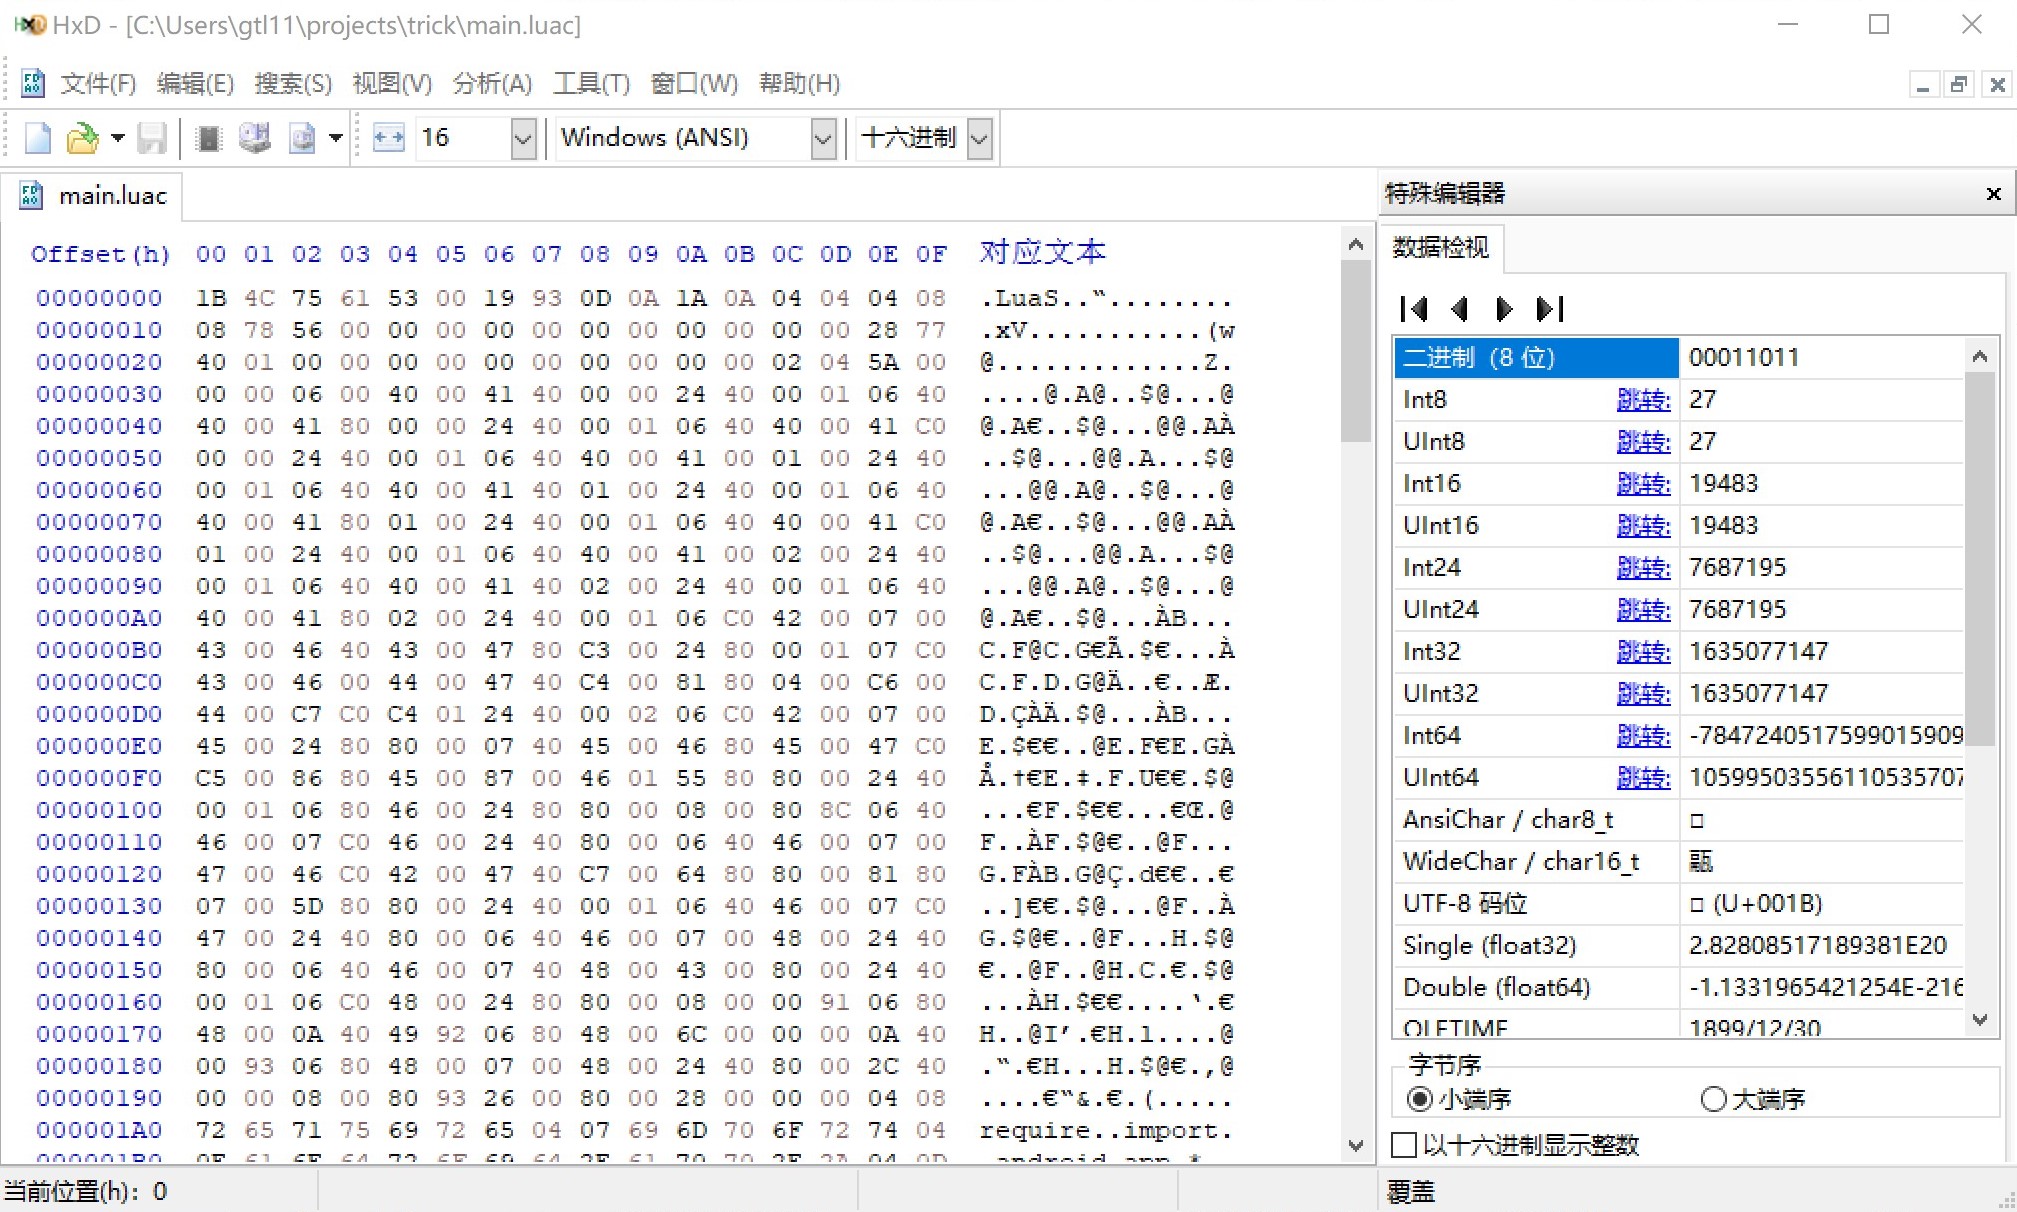 HxD - [C:\Users\gtl11\projects\trick\main.luac]
文件(F) 编辑(E) 搜索(S) 视图(V) 分析(A) 工具(T) 窗口(W) 帮助(H)
16 Windows (ANSI) 十六进制
main.luac
Offset(h) 00 01 02 03 04 05 06 07 08 09 0A 0B 0C 0D 0E 0F 对应文本
00000000 1B 4C 75 61 53 00 19 93 0D 0A 1A 0A 04 04 04 08 .LuaS..“........
00000010 08 78 56 00 00 00 00 00 00 00 00 00 00 00 28 77 .xV...........(w
00000020 40 01 00 00 00 00 00 00 00 00 00 02 04 5A 00 @............Z.
00000030 00 00 06 00 40 00 41 40 00 00 24 40 00 01 06 40 ....@.A@..$@...@
00000040 40 00 41 80 00 00 24 40 00 01 06 40 40 00 41 C0 @.A€..$@...@@.AÀ
00000050 00 00 24 40 00 01 06 40 40 00 41 00 01 00 24 40 ..$@...@@.A...$@
00000060 00 01 06 40 40 00 41 40 01 00 24 40 00 01 06 40 ...@@.A@..$@...@
00000070 40 00 41 80 01 00 24 40 00 01 06 40 40 00 41 C0 @.A€..$@...@@.AÀ
00000080 01 00 24 40 00 01 06 40 40 00 41 00 02 00 24 40 ..$@...@@.A...$@
00000090 00 01 06 40 40 00 41 40 02 00 24 40 00 01 06 40 ...@@.A@..$@...@
000000A0 40 00 41 80 02 00 24 40 00 01 06 C0 42 00 07 00 @.A€..$@...ÀB...
000000B0 43 00 46 40 43 00 47 80 C3 00 24 80 00 01 07 C0 C.F@C.G€Ã.$€...À
000000C0 43 00 46 00 44 00 47 40 C4 00 81 80 04 00 C6 00 C.F.D.G@Ä..€..Æ.
000000D0 44 00 C7 C0 C4 01 24 40 00 02 06 C0 42 00 07 00 D.ÇÀÄ.$@...ÀB...
000000E0 45 00 24 80 80 00 07 40 45 00 46 80 45 00 47 C0 E.$€€..@E.F€E.GÀ
000000F0 C5 00 86 80 45 00 87 00 46 01 55 80 80 00 24 40 Å.†€E.‡.F.U€€.$@
00000100 00 01 06 80 46 00 24 80 80 00 08 00 80 8C 06 40 ...€F.$€€...€Œ.@
00000110 46 00 07 C0 46 00 24 40 80 00 06 40 46 00 07 00 F..ÀF.$@€..@F...
00000120 47 00 46 C0 42 00 47 40 C7 00 64 80 80 00 81 80 G.FÀB.G@Ç.d€€..€
00000130 07 00 5D 80 80 00 24 40 00 01 06 40 46 00 07 C0 ..]€€.$@...@F..À
00000140 47 00 24 40 80 00 06 40 46 00 07 00 48 00 24 40 G.$@€..@F...H.$@
00000150 80 00 06 40 46 00 07 40 48 00 43 00 80 00 24 40 €..@F..@H.C.€.$@
00000160 00 01 06 C0 48 00 24 80 80 00 08 00 00 91 06 80 ...ÀH.$€€....‘.€
00000170 48 00 0A 40 49 92 06 80 48 00 6C 00 00 00 0A 40 H..@I’.€H.l....@
00000180 00 93 06 80 48 00 07 00 48 00 24 40 80 00 2C 40 .“.€H...H.$@€.,@
00000190 00 00 08 00 80 93 26 00 80 00 28 00 00 00 04 08 ....€“&.€.(.....
000001A0 72 65 71 75 69 72 65 04 07 69 6D 70 6F 72 74 04 require..import.
特殊编辑器
数据检视
二进制 (8 位) 00011011
Int8 跳转: 27
UInt8 跳转: 27
Int16 跳转: 19483
UInt16 跳转: 19483
Int24 跳转: 7687195
UInt24 跳转: 7687195
Int32 跳转: 1635077147
UInt32 跳转: 1635077147
Int64 跳转: -7847240517599015909
UInt64 跳转: 10599503556110535707
AnsiChar / char8_t □
WideChar / char16_t
UTF-8 码位 □ (U+001B)
Single (float32) 2.82808517189381E20
Double (float64) -1.1331965421254E-216
OLETIME 1899/12/30
字节序
小端序 大端序
以十六进制显示整数
当前位置(h): 0 覆盖